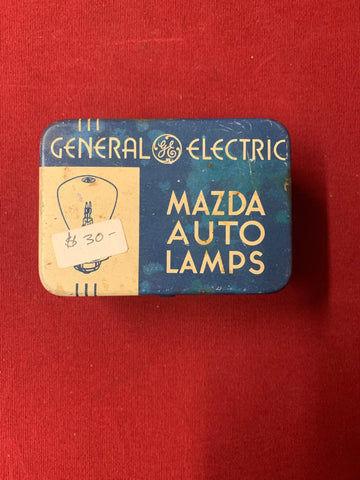 GENERAL GE ELECTRIC
MAZDA
AUTO
LAMPS
$30-